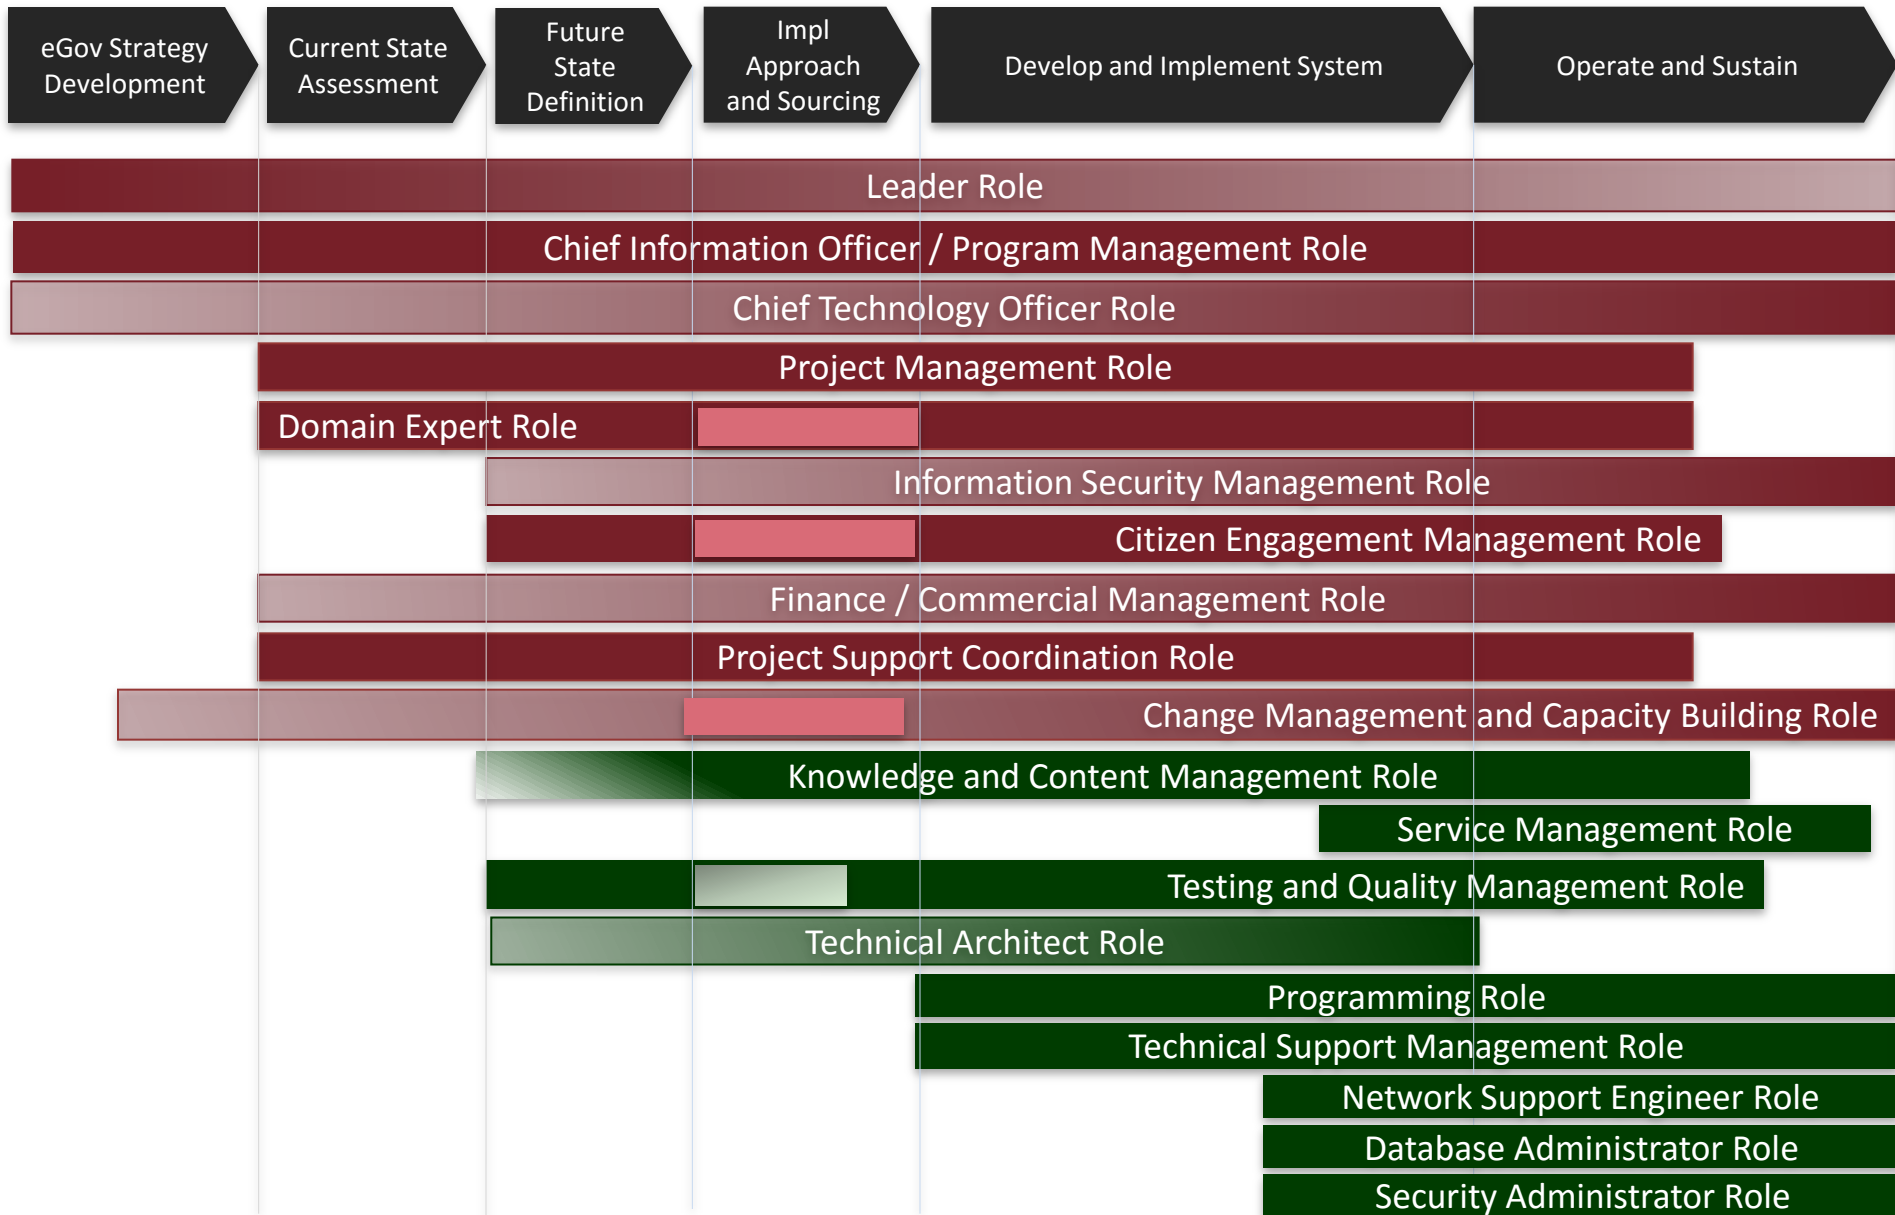 eGov Strategy
Development
Current State
Assessment
Future
State
Definition
Impl
Approach
and Sourcing
Develop and Implement System
Operate and Sustain
Leader Role
Chief Information Officer / Program Management Role
Chief Technology Officer Role
Project Management Role
Domain Expert Role
Information Security Management Role
Citizen Engagement Management Role
Finance / Commercial Management Role
Project Support Coordination Role
Change Management and Capacity Building Role
Knowledge and Content Management Role
Service Management Role
Testing and Quality Management Role
Technical Architect Role
Programming Role
Technical Support Management Role
Network Support Engineer Role
Database Administrator Role
Security Administrator Role